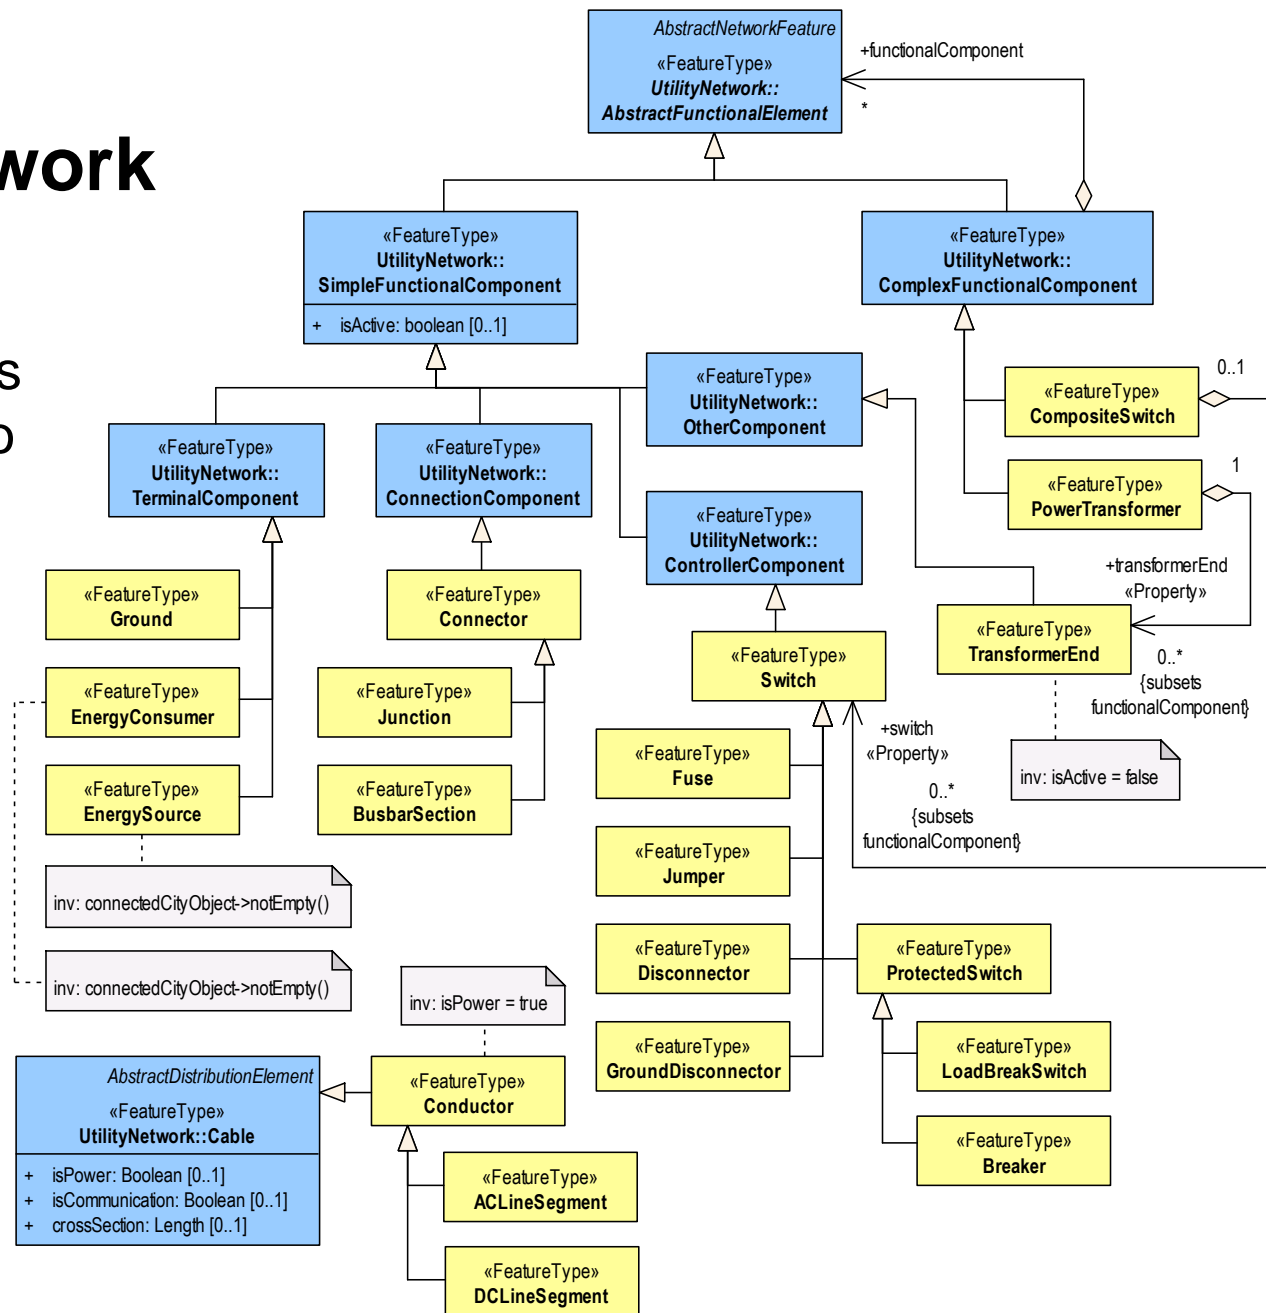 work
s
o
AbstractNetworkFeature
«FeatureType»
UtilityNetwork::
AbstractFunctionalElement
+functionalComponent
*
«FeatureType»
UtilityNetwork::
SimpleFunctionalComponent
+ isActive: boolean [0..1]
«FeatureType»
UtilityNetwork::
ComplexFunctionalComponent
«FeatureType»
UtilityNetwork::
OtherComponent
«FeatureType»
CompositeSwitch
0..1
«FeatureType»
PowerTransformer
1
«FeatureType»
UtilityNetwork::
TerminalComponent
«FeatureType»
UtilityNetwork::
ConnectionComponent
«FeatureType»
UtilityNetwork::
ControllerComponent
+transformerEnd
«Property»
0..*
{subsets
functionalComponent}
«FeatureType»
Ground
«FeatureType»
Connector
«FeatureType»
Switch
«FeatureType»
TransformerEnd
inv: isActive = false
«FeatureType»
EnergyConsumer
«FeatureType»
Junction
«FeatureType»
Fuse
+switch
«Property»
0..*
{subsets
functionalComponent}
«FeatureType»
EnergySource
«FeatureType»
BusbarSection
«FeatureType»
Jumper
inv: connectedCityObject->notEmpty()
inv: connectedCityObject->notEmpty()
«FeatureType»
Disconnector
«FeatureType»
ProtectedSwitch
inv: isPower = true
«FeatureType»
GroundDisconnector
«FeatureType»
LoadBreakSwitch
«FeatureType»
Breaker
AbstractDistributionElement
«FeatureType»
UtilityNetwork::Cable
+ isPower: Boolean [0..1]
+ isCommunication: Boolean [0..1]
+ crossSection: Length [0..1]
«FeatureType»
Conductor
«FeatureType»
ACLineSegment
«FeatureType»
DCLineSegment